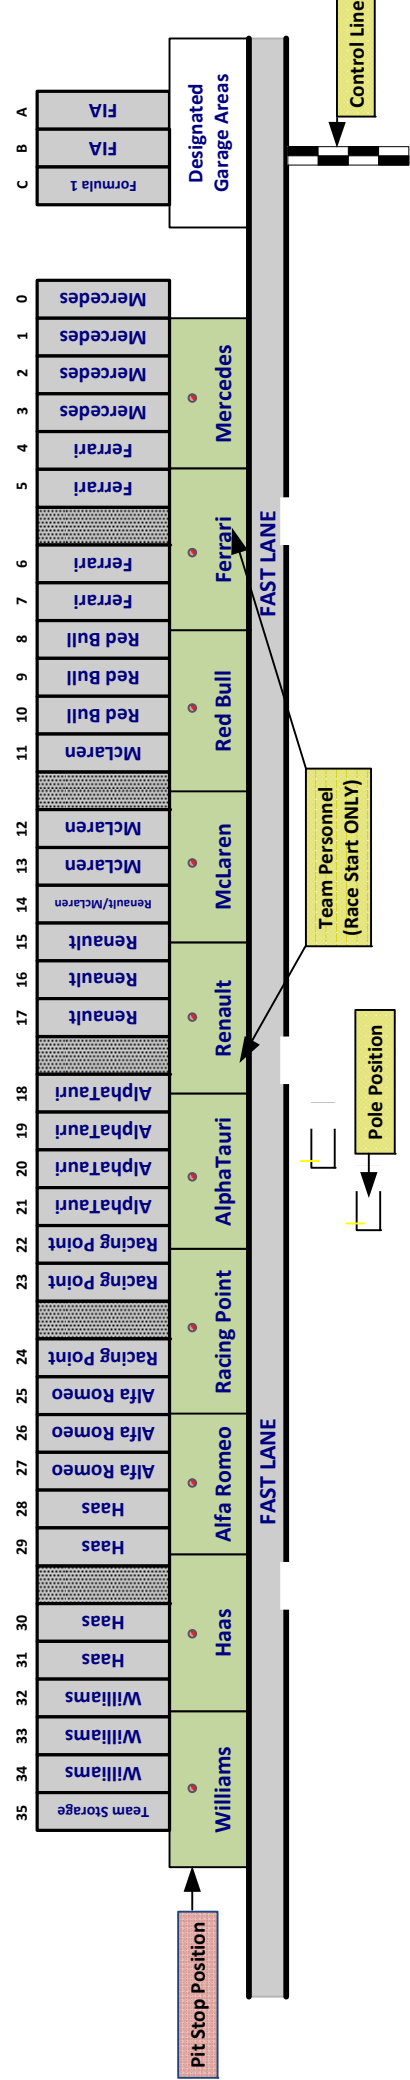 A
FIA
B
FIA
C
Formula 1
Designated
Garage Areas
Control Line
0
Mercedes
1
Mercedes
2
Mercedes
3
Mercedes
4
Ferrari
5
Ferrari
6
Ferrari
7
Ferrari
8
Red Bull
9
Red Bull
10
Red Bull
11
McLaren
12
McLaren
13
McLaren
14
Renault/McLaren
15
Renault
16
Renault
17
Renault
18
AlphaTauri
19
AlphaTauri
20
AlphaTauri
21
AlphaTauri
22
Racing Point
23
Racing Point
24
Racing Point
25
Alfa Romeo
26
Alfa Romeo
27
Alfa Romeo
28
Haas
29
Haas
30
Haas
31
Haas
32
Williams
33
Williams
34
Williams
35
Team Storage
Mercedes
Ferrari
Red Bull
McLaren
Renault
AlphaTauri
Racing Point
Alfa Romeo
Haas
Williams
FAST LANE
FAST LANE
Team Personnel
(Race Start ONLY)
Pole Position
Pit Stop Position